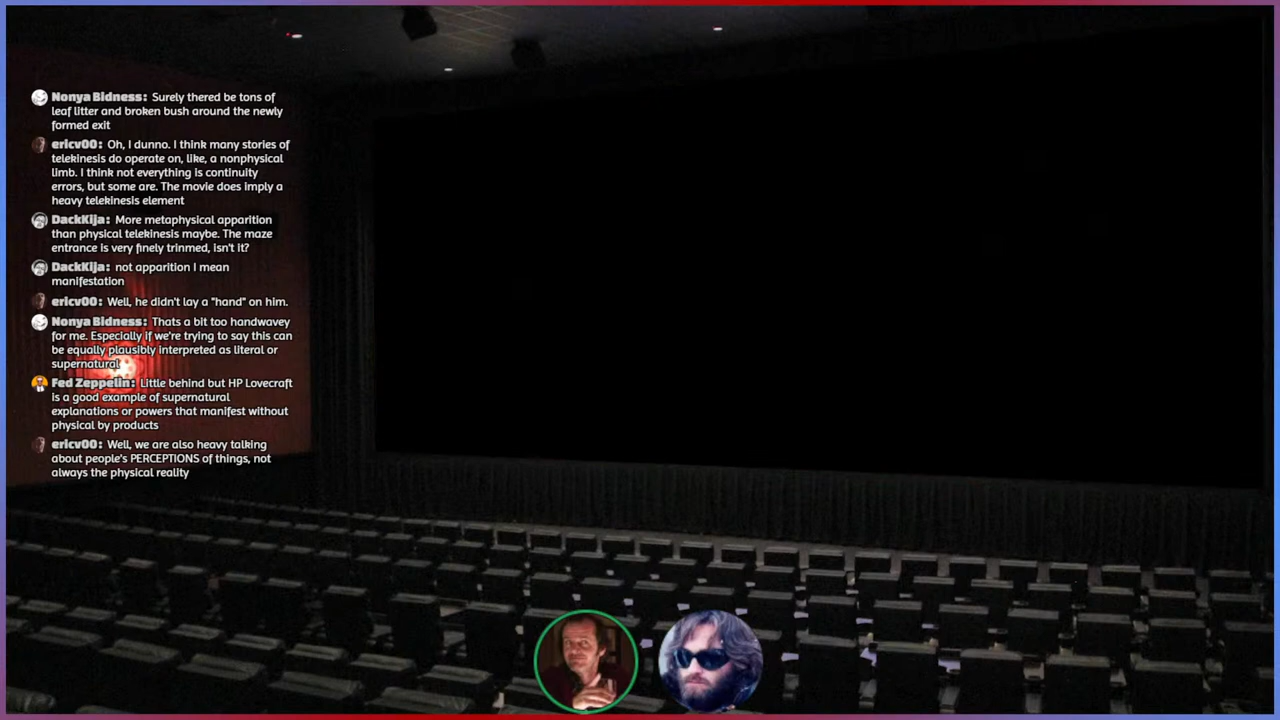 Nonya Bidness: Surely thered be tons of
leaf litter and broken bush around the newly
formed exit
ericv00: Oh, I dunno. I think many stories of
telekinesis do operate on, like, a nonphysical
limb. I think not everything is continuity
errors, but some are. The movie does imply a
heavy telekinesis element
DackKija: More metaphysical apparition
than physical telekinesis maybe. The maze
entrance is very finely trinmed, isn't it?
DackKija: not apparition I mean
manifestation
ericv00: Well, he didn't lay a "hand" on him.
Nonya Bidness: Thats a bit too handwavey
for me. Especially if we're trying to say this can
be equally plausibly interpreted as literal or
supernatural
Fed Zeppelin: Little behind but HP Lovecraft
is a good example of supernatural
explanations or powers that manifest without
physical by products
ericv00: Well, we are also heavy talking
about people's PERCEPTIONS of things, not
always the physical reality